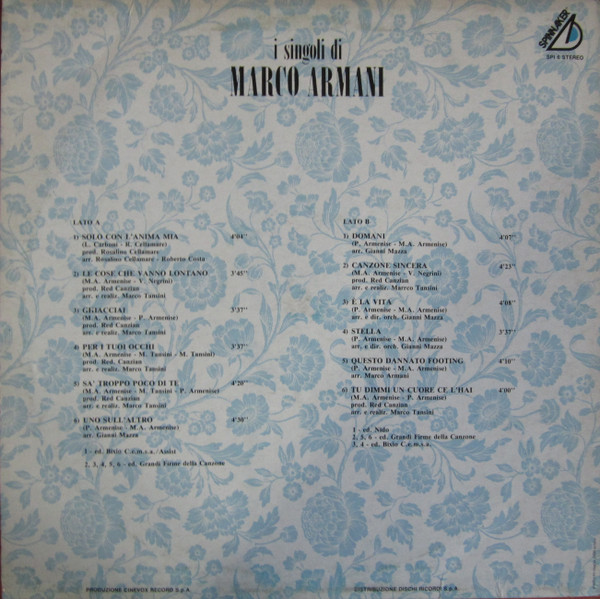 i singoli di
MARCO ARMANI
SPINNAKER
SPI 6 STEREO
LATO A
1) SOLO CON L'ANIMA MIA 4'04"
(L. Carboni - R. Cellamare)
prod. Rosalino Cellamare
arr. Rosalino Cellamare - Roberto Costa
2) LE COSE CHE VANNO LONTANO 3'45"
(M.A. Armenise - V. Negrini)
prod. Red Canzian
arr. e realiz. Marco Tansini
3) GHIACCIAI 3'37"
(M.A. Armenise - P. Armenise)
prod. Red Canzian
arr. e realiz. Marco Tansini
4) PER I TUOI OCCHI 3'37"
(M.A. Armenise - M. Tansini - M. Tansini)
prod. Red. Canzian
arr. e realiz. Marco Tansini
5) SA' TROPPO POCO DI TE 4'20"
(M.A. Armenise - M. Tansini - P. Armenise)
prod. Red Canzian
arr. e realiz. Marco Tansini
6) UNO SULL'ALTRO 4'30"
(P. Armenise - M.A. Armenise)
arr. Gianni Mazza
1 - ed. Bixio C.e.m.s.a./Assist
2, 3, 4, 5, 6 - ed. Grandi Firme della Canzone
LATO B
1) DOMANI 4'07"
(P. Armenise - M.A. Armenise)
arr. Gianni Mazza
2) CANZONE SINCERA 4'23"
(M.A. Armenise - V. Negrini)
prod. Red Canzian
arr. e realiz. Marco Tansini
3) È LA VITA 4'08"
(P. Armenise - M.A. Armenise)
arr. e dir. orch. Gianni Mazza
4) STELLA 3'37"
(P. Armenise - M.A. Armenise)
arr. e dir. orch. Gianni Mazza
5) QUESTO DANNATO FOOTING 4'10"
(P. Armenise - M.A. Armenise)
arr. Marco Armani
6) TU DIMMI UN CUORE CE L'HAI 4'00"
(M.A. Armenise - P. Armenise)
prod. Red Canzian
arr. e realiz. Marco Tansini
1 - ed. Nido
2, 5, 6 - ed. Grandi Firme della Canzone
3, 4 - ed. Bixio C.e.m.s.a.
PRODUZIONE RECORDS S.p.A.
DISTRIBUZIONE DISCHI RICORDI S.p.A.